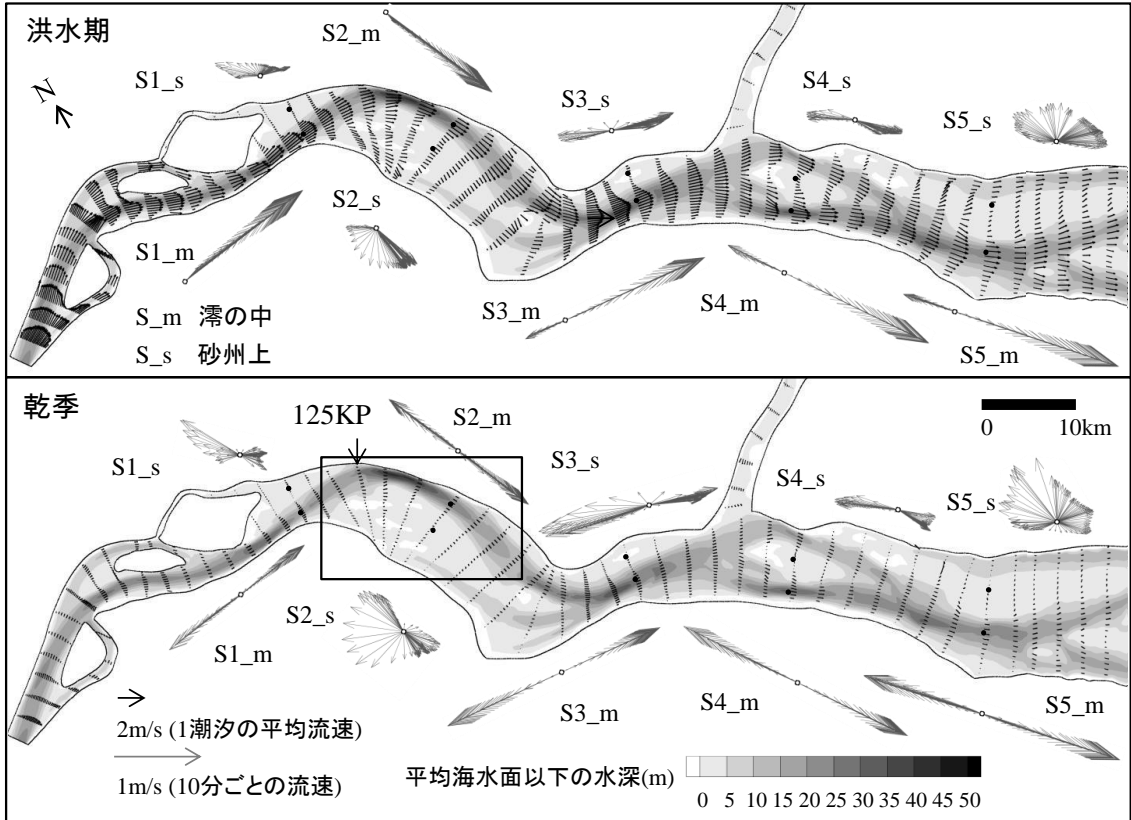 洪水期
N
S1_s
S2_m
S3_s
S4_s
S5_s
S1_m
S2_s
S3_m
S4_m
S5_m
S_m 澪の中
S_s 砂州上
乾季
125KP
S2_m
S1_s
S3_s
S4_s
S5_s
0 10km
S2_s
S1_m
S3_m
S4_m
S5_m
2m/s (1潮汐の平均流速)
1m/s (10分ごとの流速)
平均海水面以下の水深(m)
0 5 10 15 20 25 30 35 40 45 50